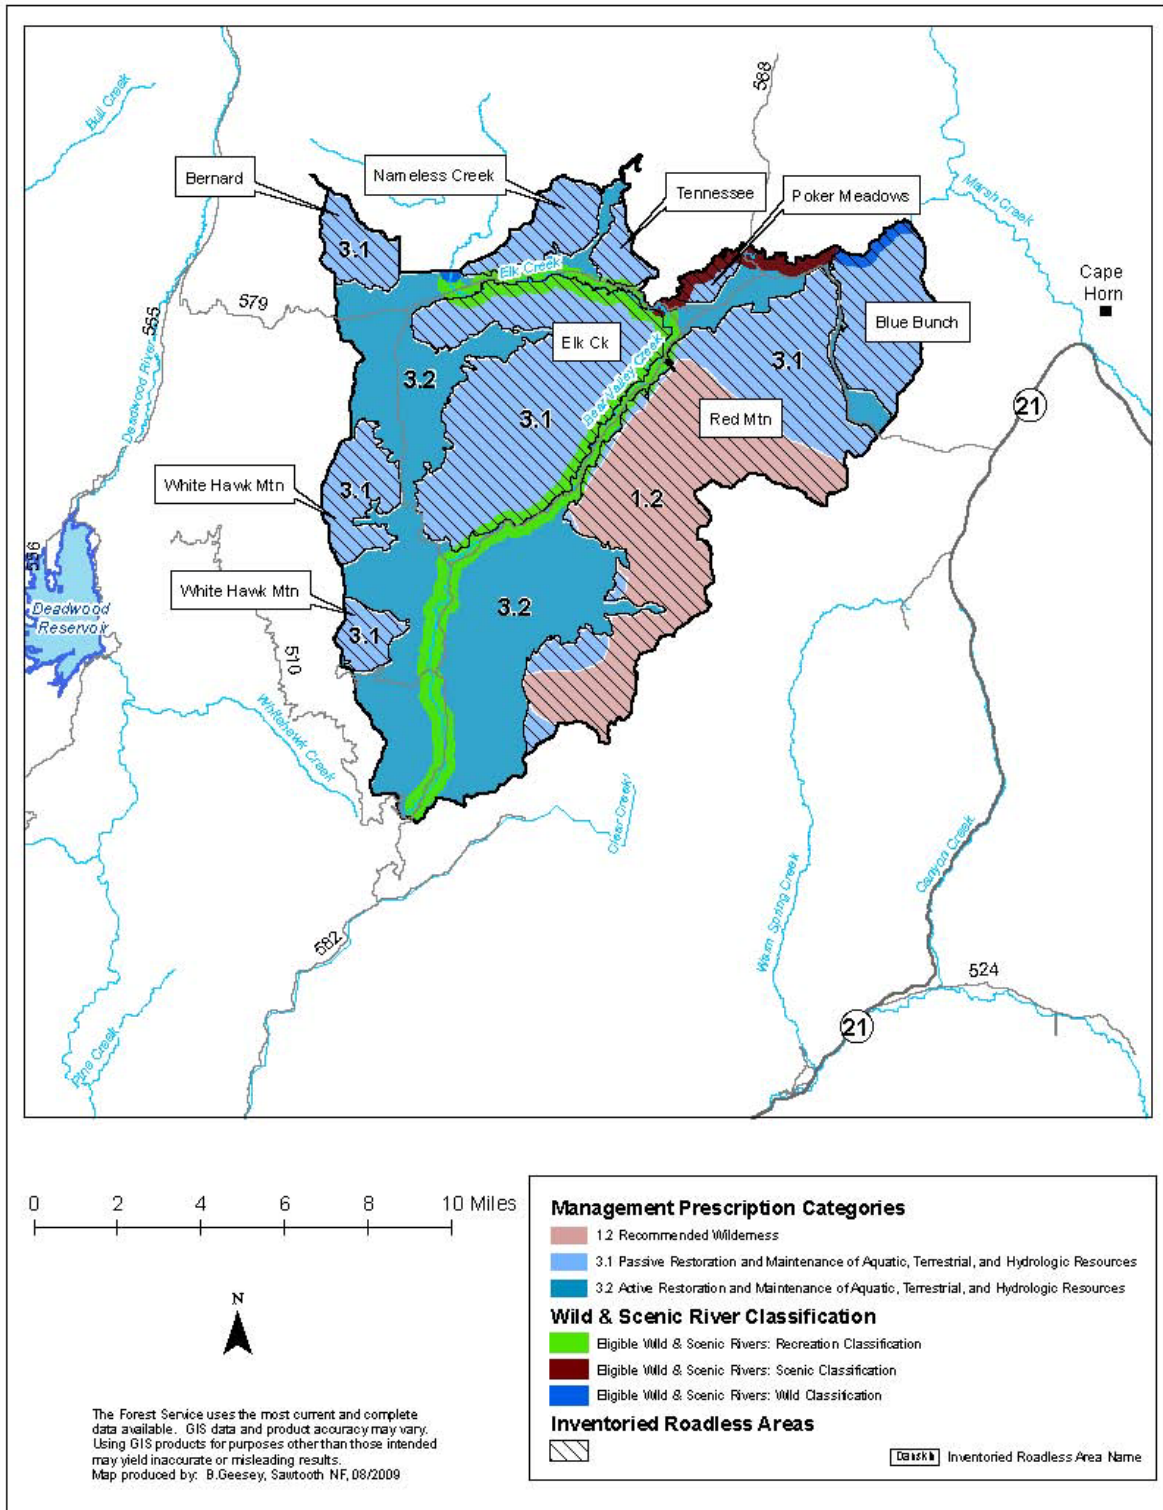 Bull Creek
588
Bernard
Nameless Creek
Tennessee
Poker Meadows
Marsh Creek
Cape
Horn
3.1
Elk Creek
579
555
Deadwood River
Elk Ck
Blue Bunch
3.1
3.2
Bear Valley Creek
21
3.1
Red Mtn
White Hawk Mtn
3.1
1.2
White Hawk Mtn
Deadwood
Reservoir
3.2
3.1
510
Whitehawk Creek
Clear Creek
Canyon Creek
Warm Spring Creek
582
524
21
Pine Creek
0 2 4 6 8 10 Miles
N
The Forest Service uses the most current and complete
data available. GIS data and product accuracy may vary.
Using GIS products for purposes other than those intended
may yield inaccurate or misleading results.
Map produced by: B.Geesey, Sawtooth NF, 08/2009
Management Prescription Categories
1.2 Recommended Wilderness
3.1 Passive Restoration and Maintenance of Aquatic, Terrestrial, and Hydrologic Resources
3.2 Active Restoration and Maintenance of Aquatic, Terrestrial, and Hydrologic Resources
Wild & Scenic River Classification
Eligible Wild & Scenic Rivers: Recreation Classification
Eligible Wild & Scenic Rivers: Scenic Classification
Eligible Wild & Scenic Rivers: Wild Classification
Inventoried Roadless Areas
Inventoried Roadless Area Name